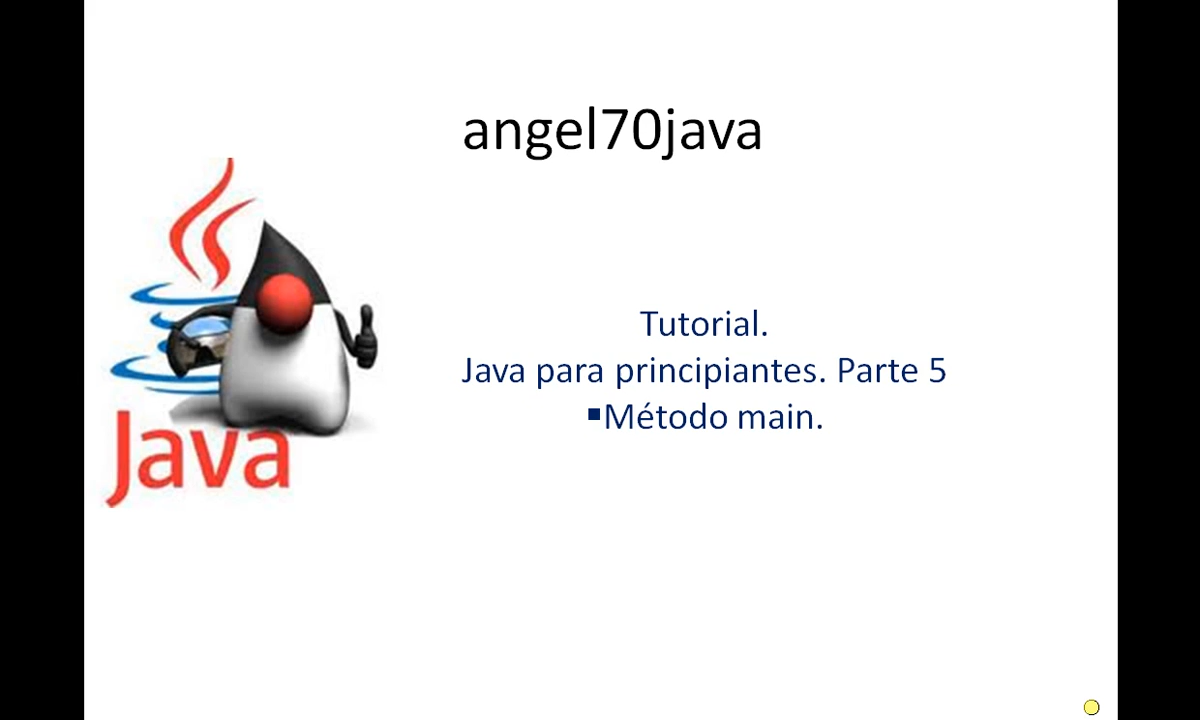 angel70java
Java
Tutorial.
Java para principiantes. Parte 5
▪Método main.